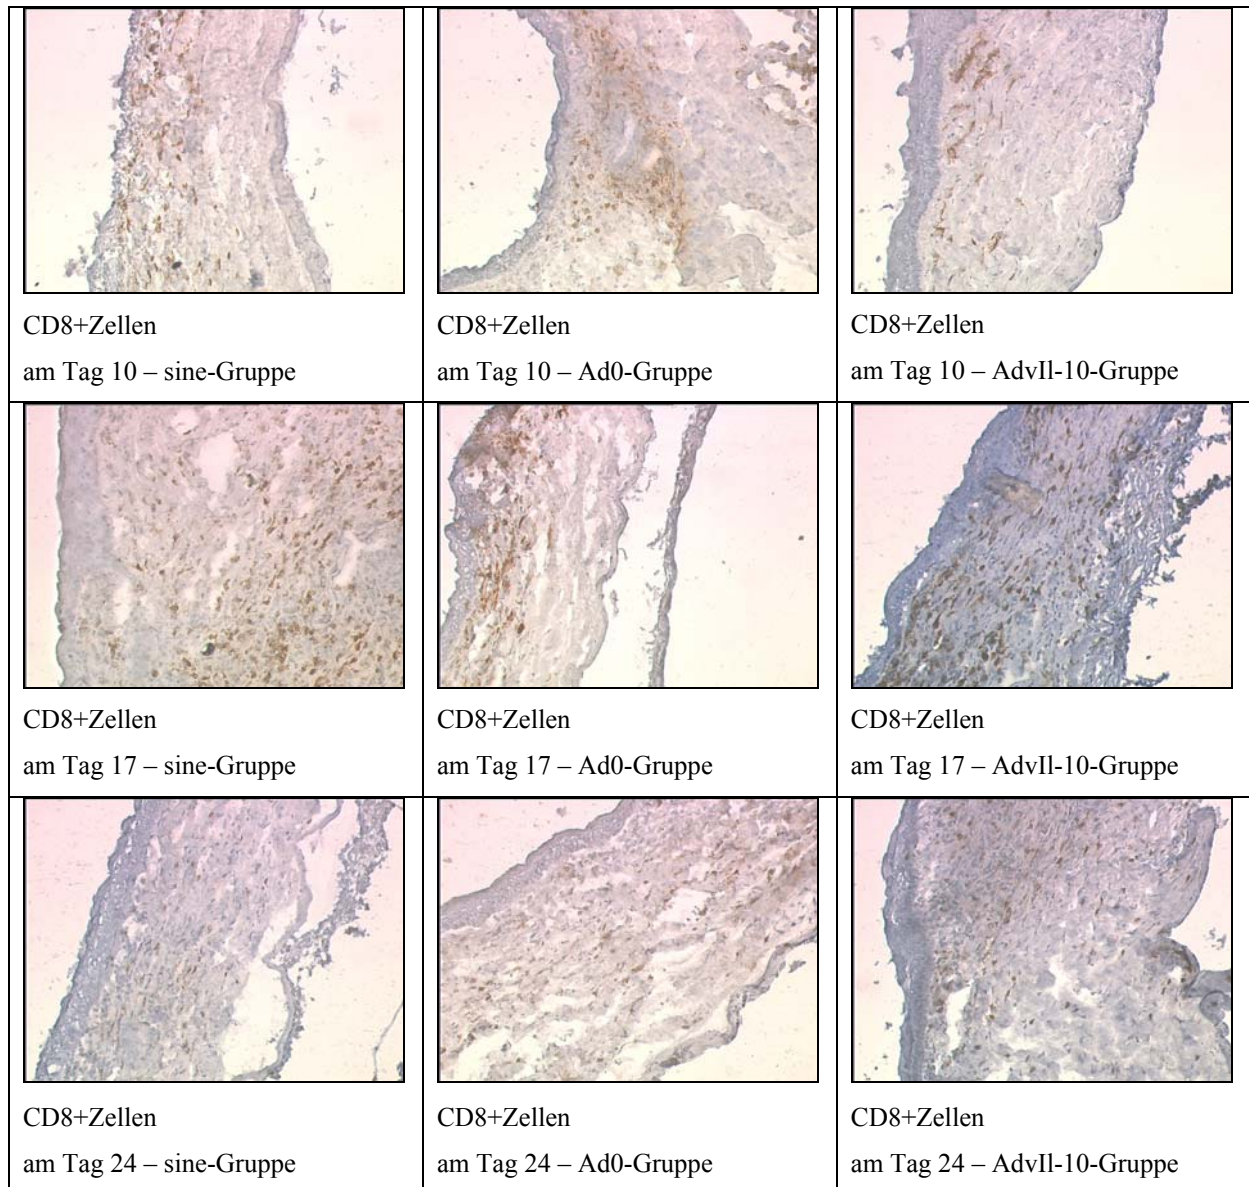 CD8+Zellen
am Tag 10 – sine-Gruppe
CD8+Zellen
am Tag 10 – Ad0-Gruppe
CD8+Zellen
am Tag 10 – AdvIl-10-Gruppe
CD8+Zellen
am Tag 17 – sine-Gruppe
CD8+Zellen
am Tag 17 – Ad0-Gruppe
CD8+Zellen
am Tag 17 – AdvIl-10-Gruppe
CD8+Zellen
am Tag 24 – sine-Gruppe
CD8+Zellen
am Tag 24 – Ad0-Gruppe
CD8+Zellen
am Tag 24 – AdvIl-10-Gruppe